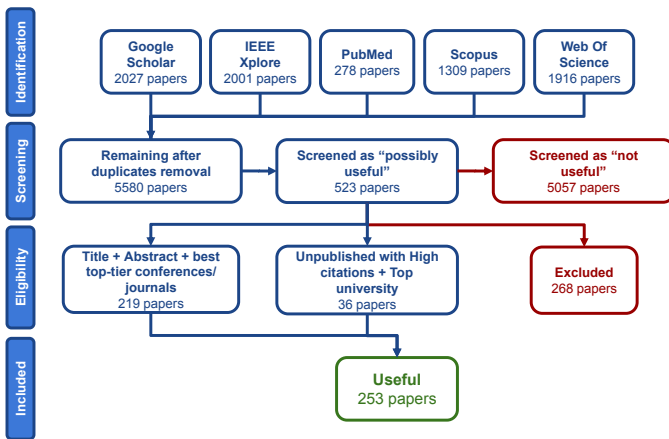 Identification
Google
Scholar
2027 papers
IEEE
Xplore
2001 papers
PubMed
278 papers
Scopus
1309 papers
Web Of
Science
1916 papers
Screening
Remaining after
duplicates removal
5580 papers
Screened as “possibly
useful”
523 papers
Screened as “not
useful”
5057 papers
Eligibility
Title + Abstract + best
top-tier conferences/
journals
219 papers
Unpublished with High
citations + Top
university
36 papers
Excluded
268 papers
Included
Useful
253 papers